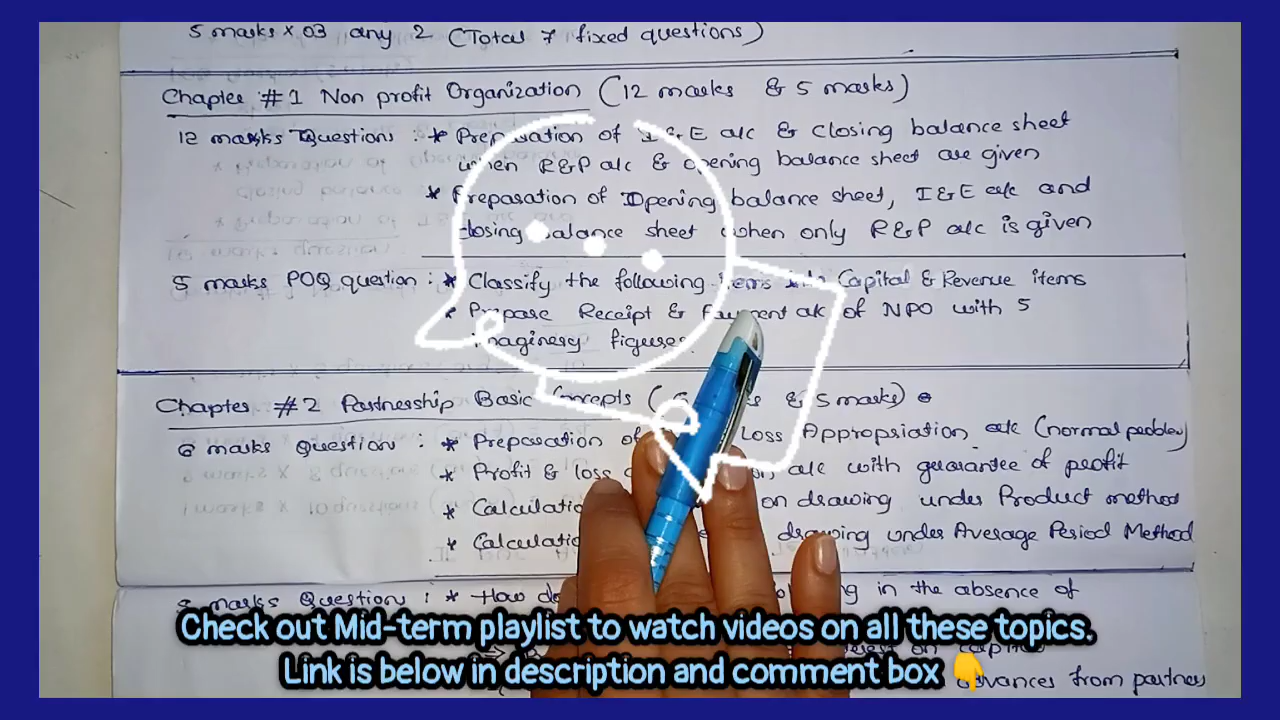 5 marks × 03 any 2 (Total 7 fixed questions)
Chapter #1 Non profit Organization (12 marks & 5 marks)
12 marks Questions : * Preparation of I&E a/c & closing balance sheet
when R&P a/c & opening balance sheet are given
* Preparation of Opening balance sheet, I&E a/c and
closing balance sheet when only R&P a/c is given
5 marks POQ question : * Classify the following items into Capital & Revenue items
* Prepare Receipt & Payment a/c of NPO with 5
imaginery figures.
Chapter #2 Partnership Basic Concepts ( & 5 marks)
6 marks Question : * Preparation of Loss Appropriation a/c (normal problem)
* Profit & loss a/c with guarantee of profit
* on drawing under Product method
* drawing under Average Period Method
marks Questions : * How in the absence of
Check out Mid-term playlist to watch videos on all these topics.
Link is below in description and comment box 👇
advances from partners